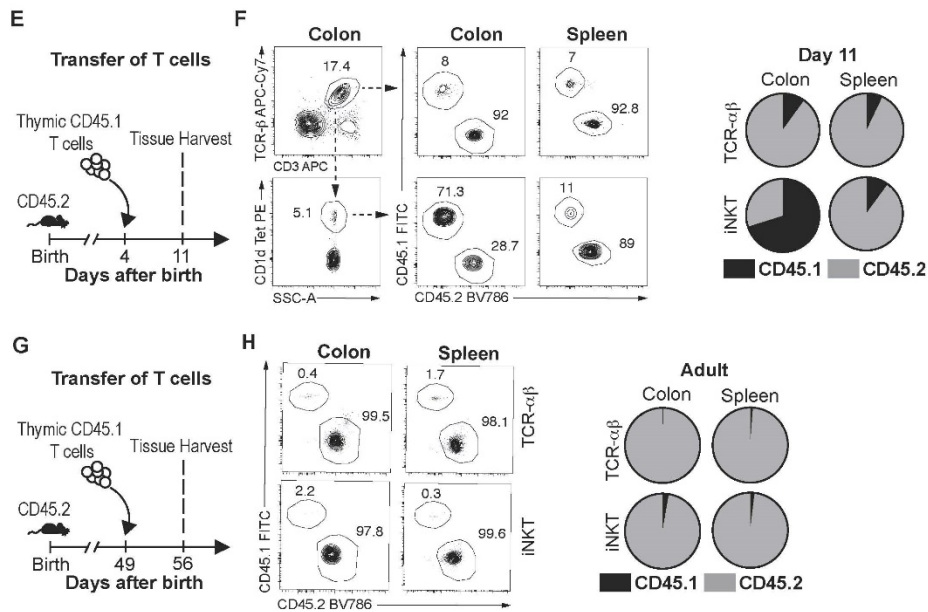 E
Transfer of T cells
Thymic CD45.1
T cells
Tissue Harvest
CD45.2
Birth
4
11
Days after birth
F
Colon
Colon
Spleen
TCR-β APC-Cy7
17.4
CD3 APC
8
92
7
92.8
CD1d Tet PE
5.1
SSC-A
CD45.1 FITC
71.3
28.7
11
89
CD45.2 BV786
Day 11
Colon
Spleen
TCR-αβ
iNKT
CD45.1
CD45.2
G
Transfer of T cells
Thymic CD45.1
T cells
Tissue Harvest
CD45.2
Birth
49
56
Days after birth
H
Colon
Spleen
0.4
99.5
1.7
98.1
TCR-αβ
2.2
97.8
0.3
99.6
iNKT
CD45.1 FITC
CD45.2 BV786
Adult
Colon
Spleen
TCR-αβ
iNKT
CD45.1
CD45.2